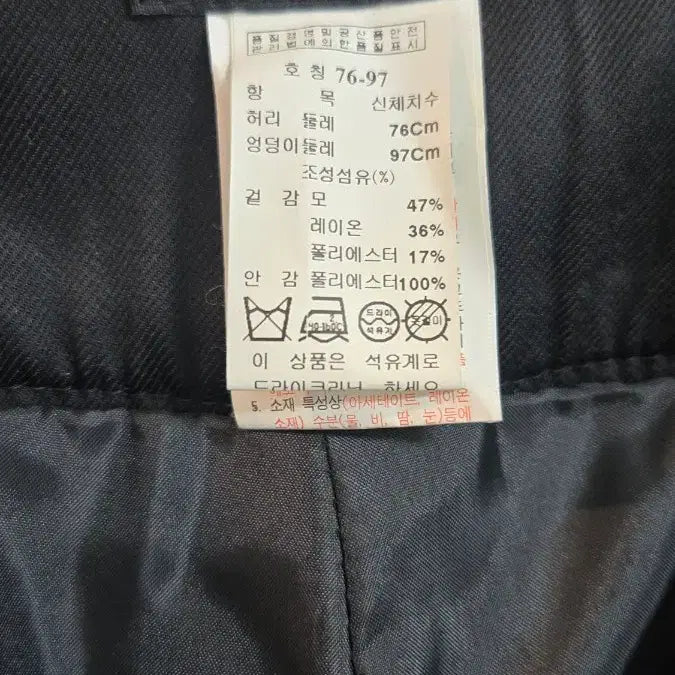 품질경영및공산품안전
관리법에의한품질표시
호칭 76-97
항 목 신체치수
허리 둘레 76Cm
엉덩이둘레 97Cm
조성섬유(%)
겉 감 모 47%
레이온 36%
폴리에스터 17%
안 감 폴리에스터100%
드라이
석유계
옷걸이
이 상품은 석유계로
드라이크리닝 하세요
5. 소재 특성상(아세테이트, 레이온
소재) 수분(물, 비, 땀, 눈)등에